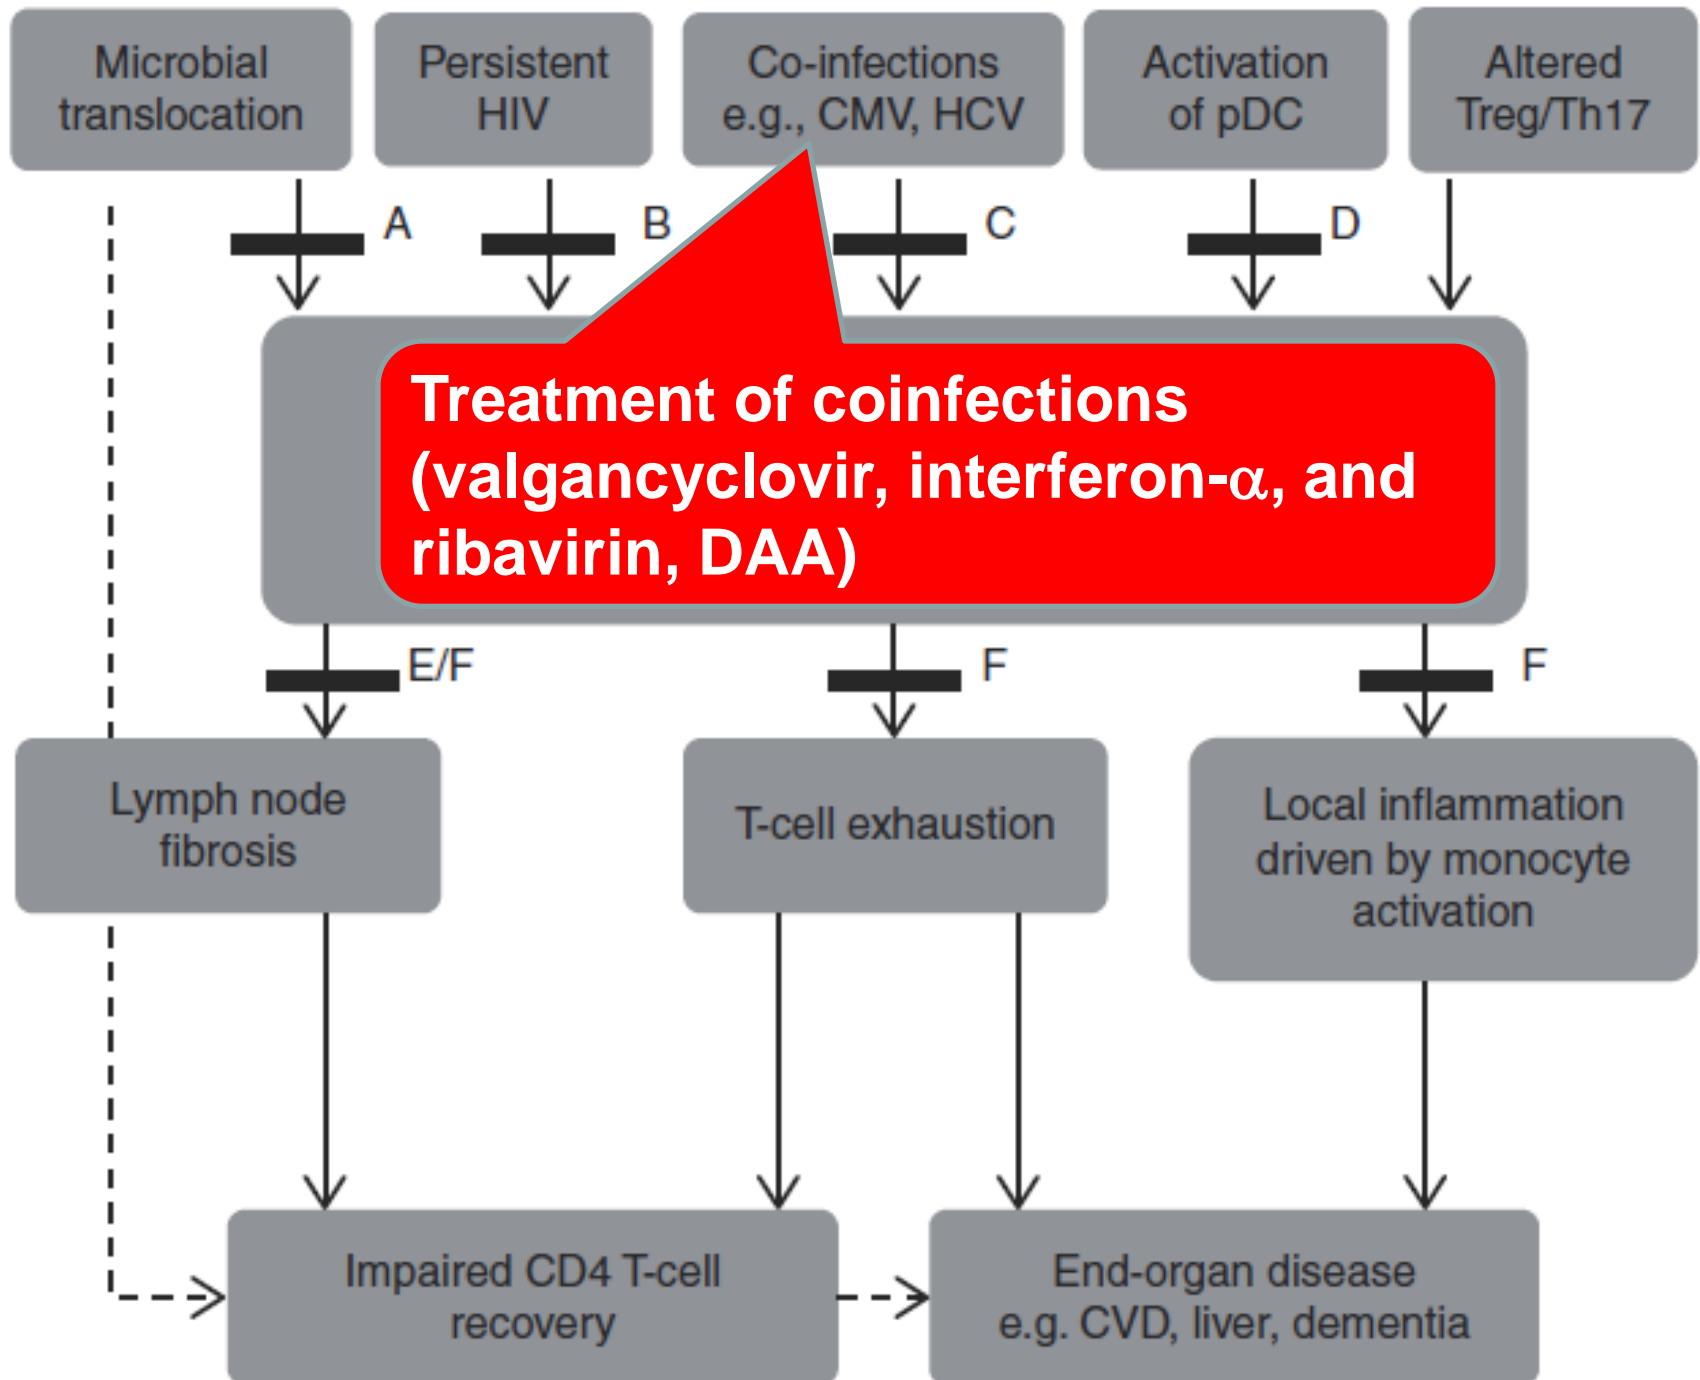 Microbial
translocation
Persistent
HIV
Co-infections
e.g., CMV, HCV
Activation
of pDC
Altered
Treg/Th17
A
B
C
D
Treatment of coinfections
(valgancyclovir, interferon-α, and
ribavirin, DAA)
E/F
F
F
Lymph node
fibrosis
T-cell exhaustion
Local inflammation
driven by monocyte
activation
Impaired CD4 T-cell
recovery
End-organ disease
e.g. CVD, liver, dementia